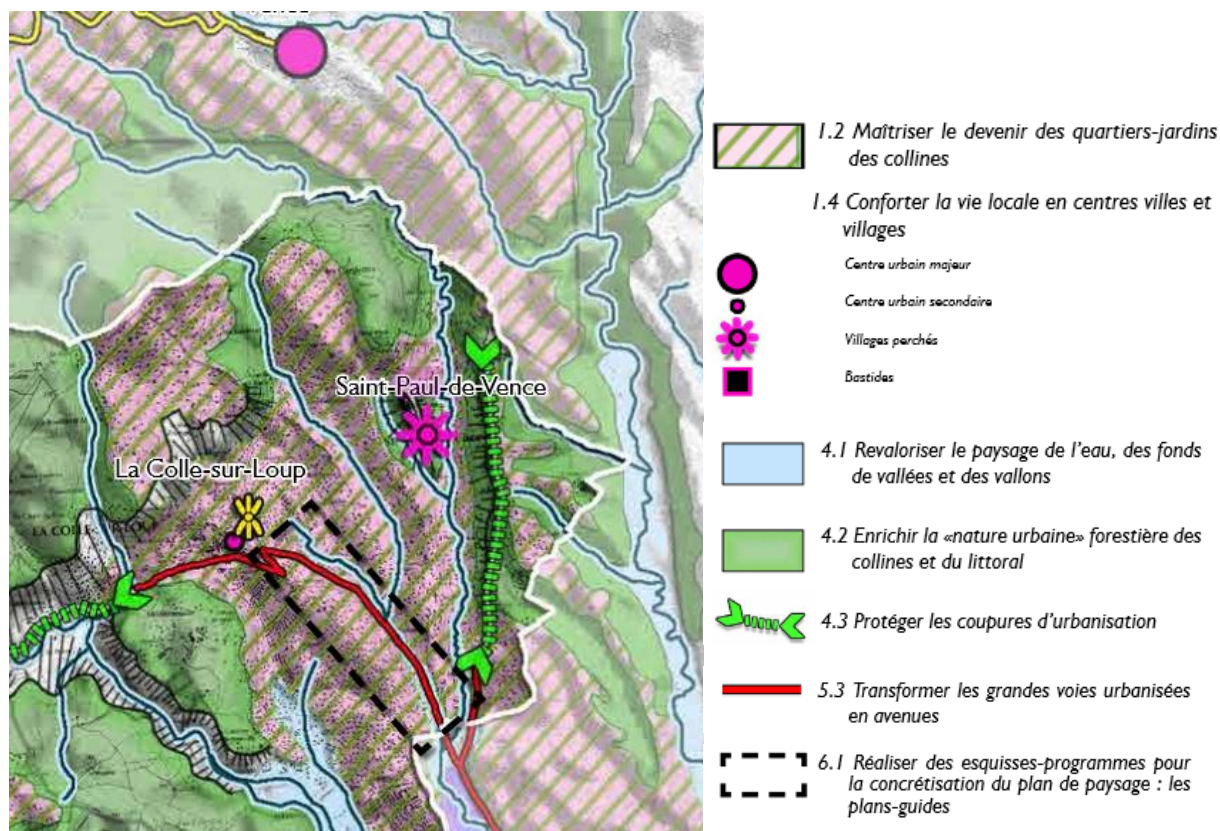 Saint-Paul-de-Vence
La Colle-sur-Loup
LA COLLE
1.2 Maîtriser le devenir des quartiers-jardins
des collines
1.4 Conforter la vie locale en centres villes et
villages
Centre urbain majeur
Centre urbain secondaire
Villages perchés
Bastides
4.1 Revaloriser le paysage de l'eau, des fonds
de vallées et des vallons
4.2 Enrichir la «nature urbaine» forestière des
collines et du littoral
4.3 Protéger les coupures d'urbanisation
5.3 Transformer les grandes voies urbanisées
en avenues
6.1 Réaliser des esquisses-programmes pour
la concrétisation du plan de paysage : les
plans-guides